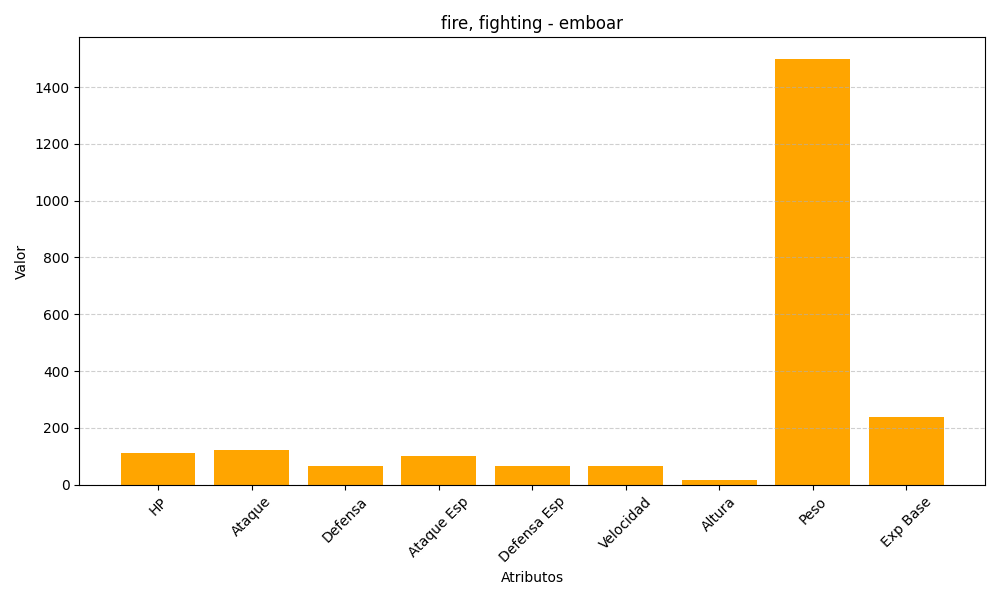 fire, fighting - emboar
Valor
1400
1200
1000
800
600
400
200
0
HP
Ataque
Defensa
Ataque Esp
Defensa Esp
Velocidad
Altura
Peso
Exp Base
Atributos